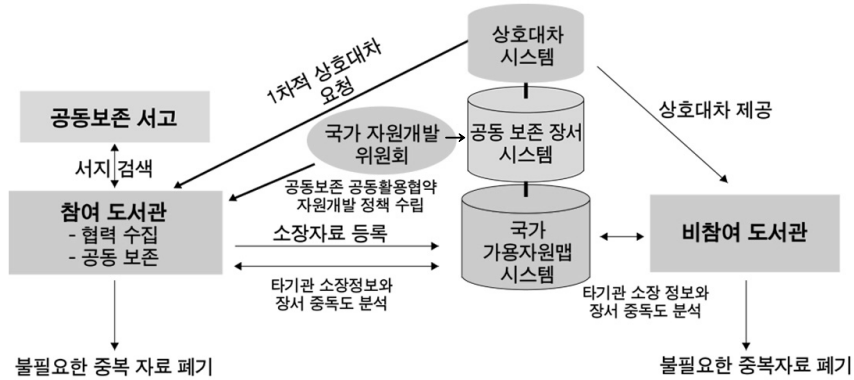 상호대차
시스템
1차적 상호대차
요청
상호대차 제공
공동보존 서고
국가 자원개발
위원회
공동 보존 장서
시스템
서지 검색
공동보존 공동활용협약
자원개발 정책 수립
참여 도서관
- 협력 수집
- 공동 보존
소장자료 등록
국가
가용자원맵
시스템
비참여 도서관
타기관 소장정보와
장서 중독도 분석
타기관 소장 정보와
장서 중독도 분석
불필요한 중복 자료 폐기
불필요한 중복자료 폐기